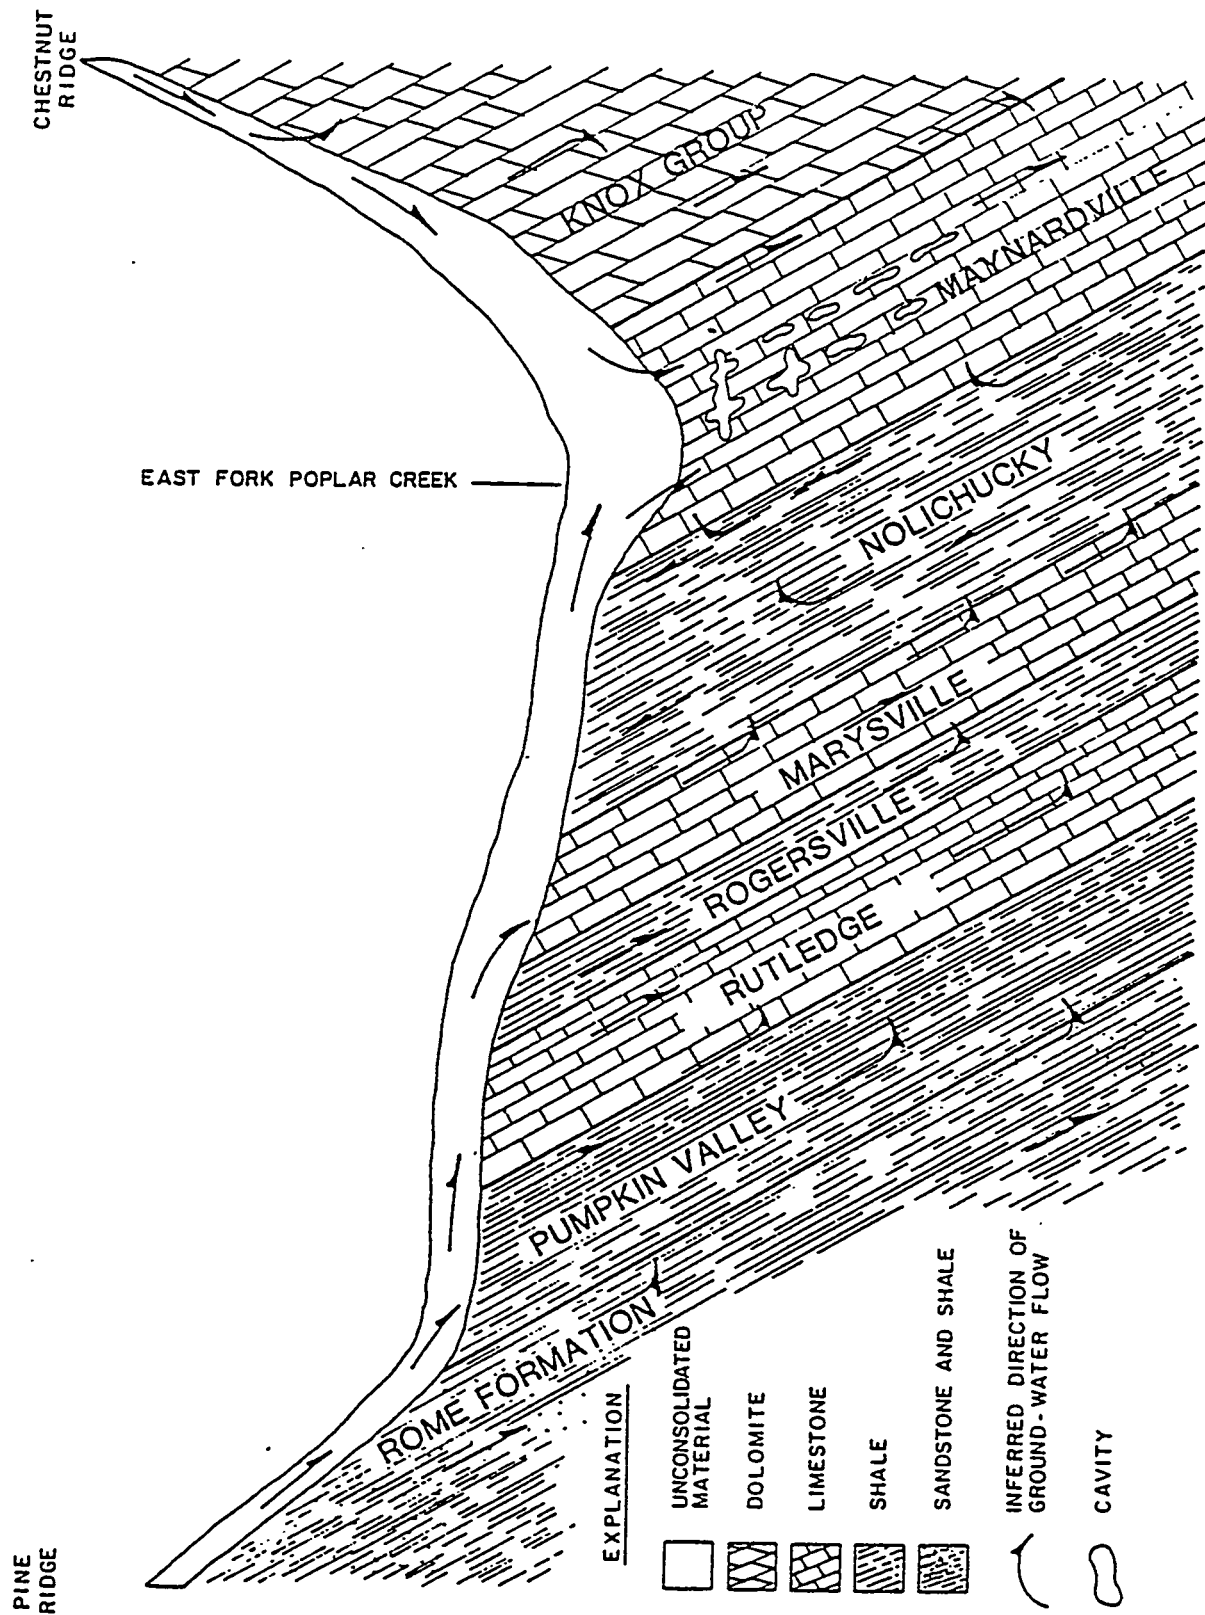 PINE
RIDGE
CHESTNUT
RIDGE
EAST FORK POPLAR CREEK
ROME FORMATION
PUMPKIN VALLEY
RUTLEDGE
ROGERSVILLE
MARYSVILLE
NOLICHUCKY
MAYNARDVILLE
KNOX GROUP
EXPLANATION
UNCONSOLIDATED
MATERIAL
DOLOMITE
LIMESTONE
SHALE
SANDSTONE AND SHALE
INFERRED DIRECTION OF
GROUND-WATER FLOW
CAVITY